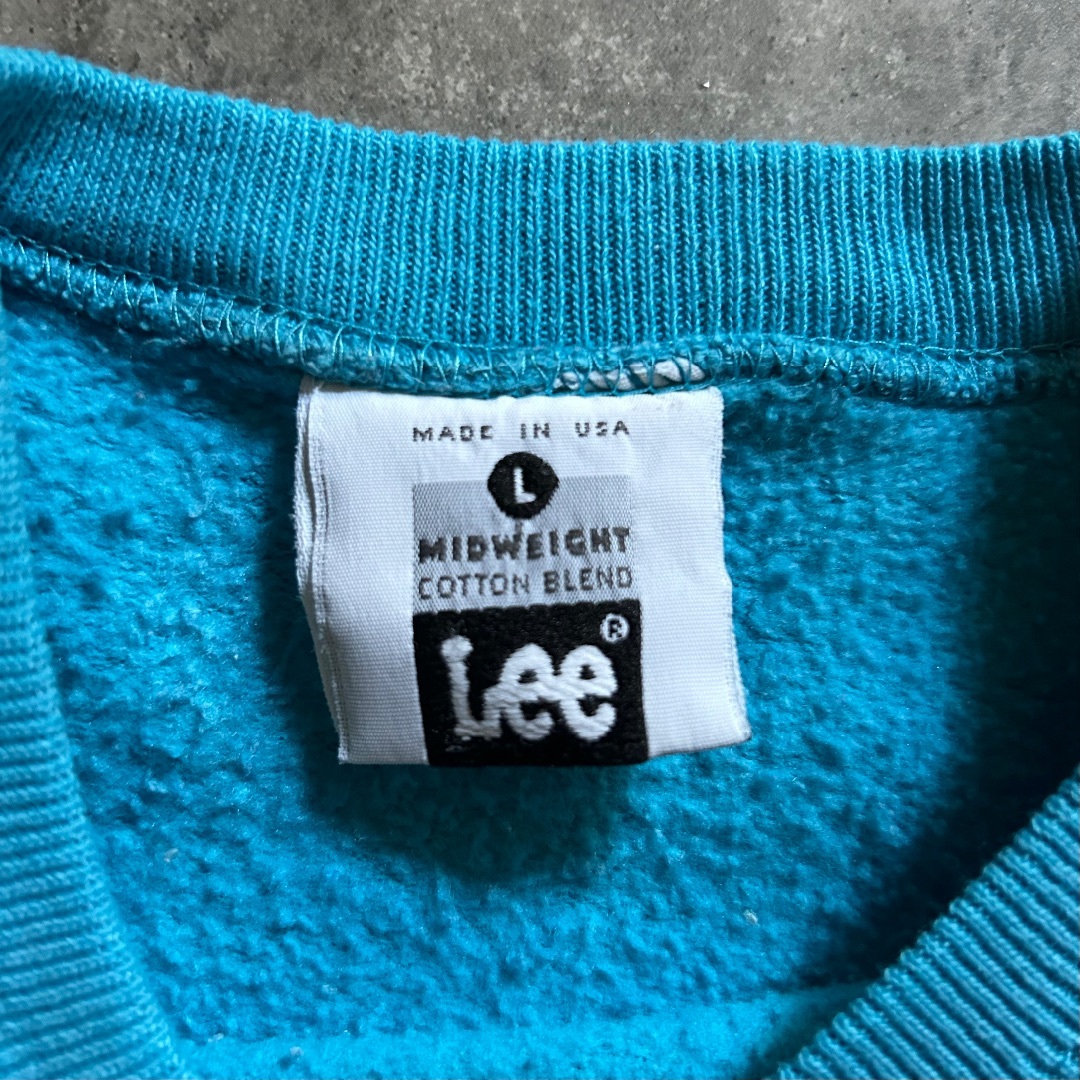 MADE IN USA
L
MIDWEIGHT
COTTON BLEND
Lee®